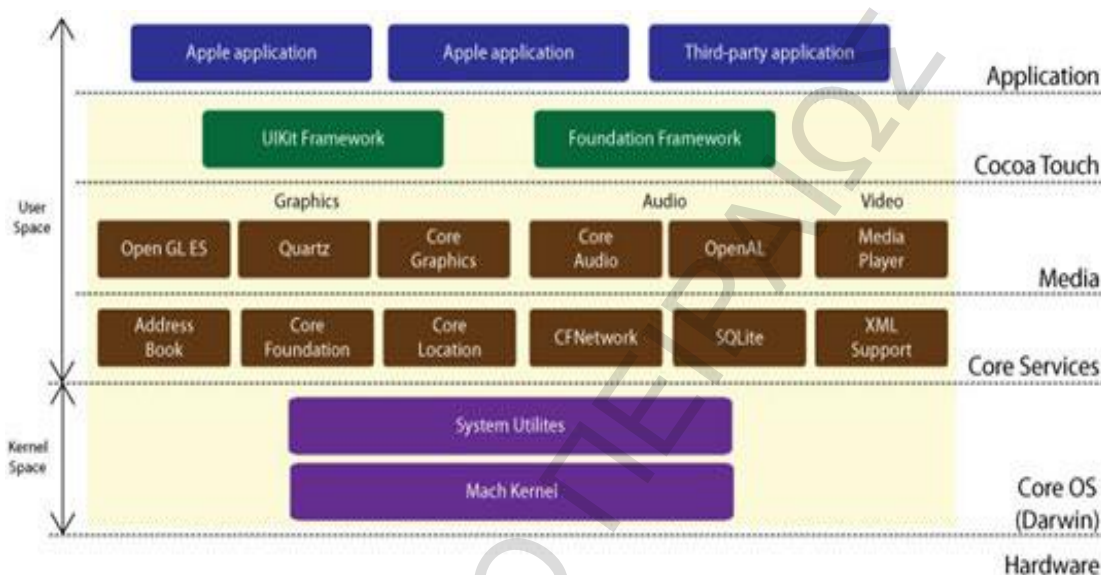 Apple application
Apple application
Third-party application
Application
UIKit Framework
Foundation Framework
Cocoa Touch
User
Space
Graphics
Audio
Video
Open GL ES
Quartz
Core
Graphics
Core
Audio
OpenAL
Media
Player
Media
Address
Book
Core
Foundation
Core
Location
CFNetwork
SQLite
XML
Support
Core Services
System Utilites
Kernel
Space
Mach Kernel
Core OS
(Darwin)
Hardware
Ο ΠΕΙΡΑΙΩΣ